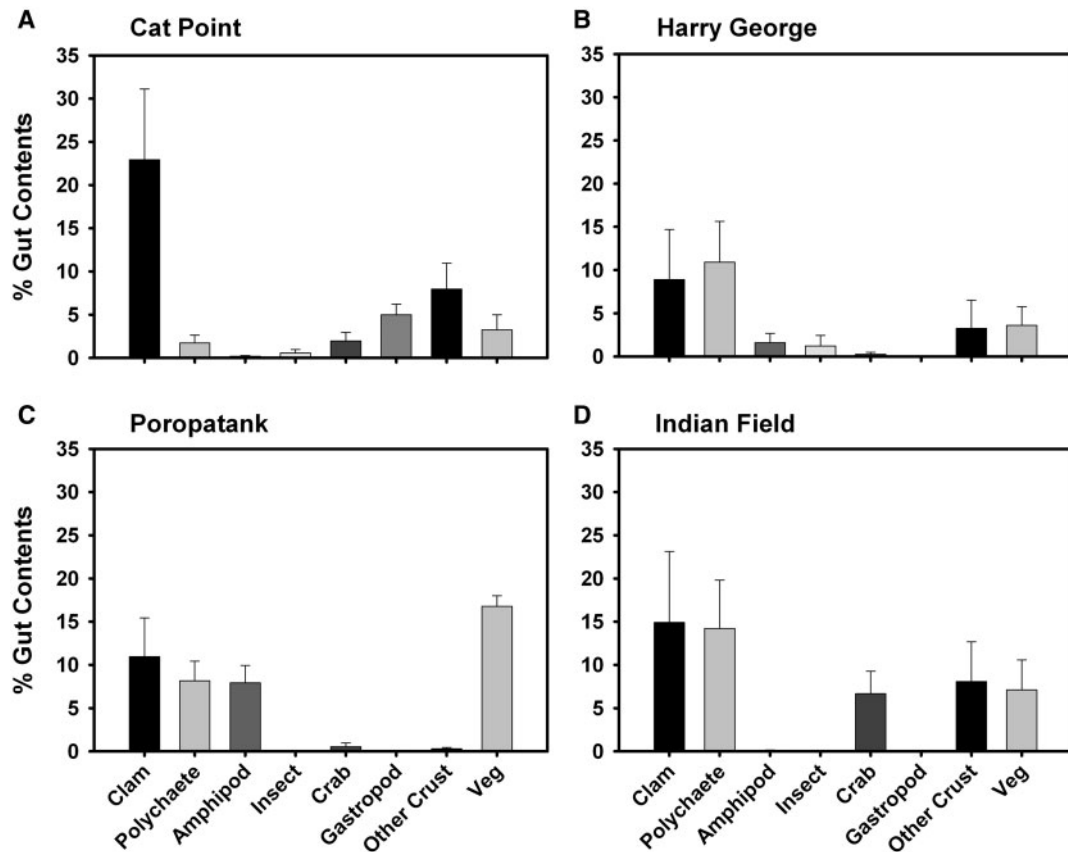 A Cat Point
B Harry George
% Gut Contents
35
30
25
20
15
10
5
0
35
30
25
20
15
10
5
0
C Poropatank
D Indian Field
% Gut Contents
35
30
25
20
15
10
5
0
35
30
25
20
15
10
5
0
Clam
Polychaete
Amphipod
Insect
Crab
Gastropod
Other Crust
Veg
Clam
Polychaete
Amphipod
Insect
Crab
Gastropod
Other Crust
Veg